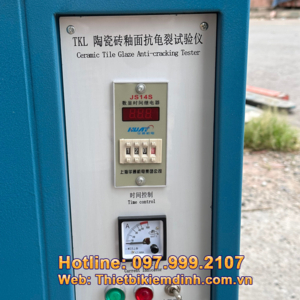 TKL 陶瓷砖釉面抗龟裂试验仪
Ceramic Tile Glaze Anti-cracking Tester
JS14S
数显时间继电器
时间控制
Time control
Hotline: 097.999.2107
Web: Thietbikiemdinh.com.vn